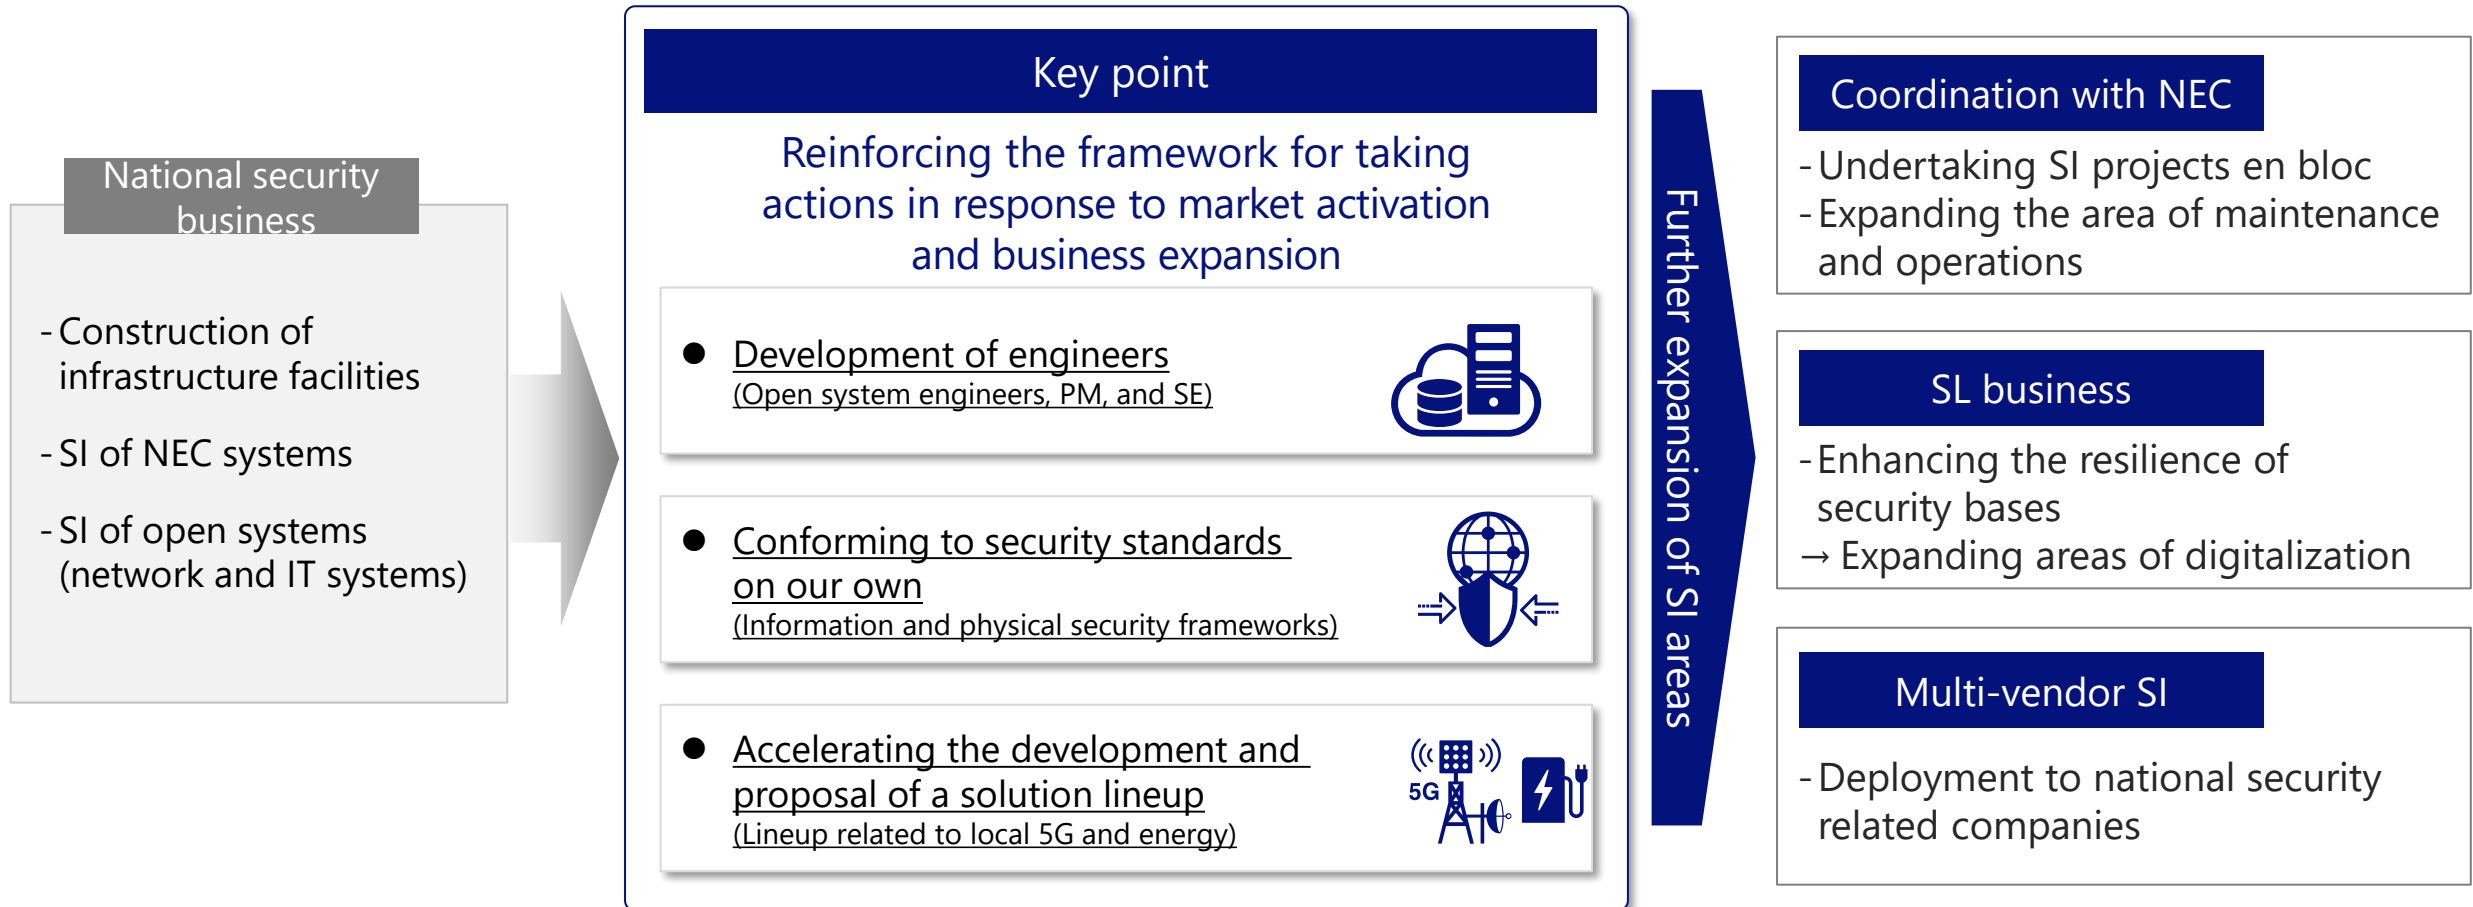 National security
business
- Construction of
infrastructure facilities
- SI of NEC systems
- SI of open systems
(network and IT systems)
Key point
Reinforcing the framework for taking
actions in response to market activation
and business expansion
● Development of engineers
(Open system engineers, PM, and SE)
● Conforming to security standards
on our own
(Information and physical security frameworks)
● Accelerating the development and
proposal of a solution lineup
(Lineup related to local 5G and energy)
5G
Further expansion of SI areas
Coordination with NEC
- Undertaking SI projects en bloc
- Expanding the area of maintenance
and operations
SL business
- Enhancing the resilience of
security bases
→ Expanding areas of digitalization
Multi-vendor SI
- Deployment to national security
related companies